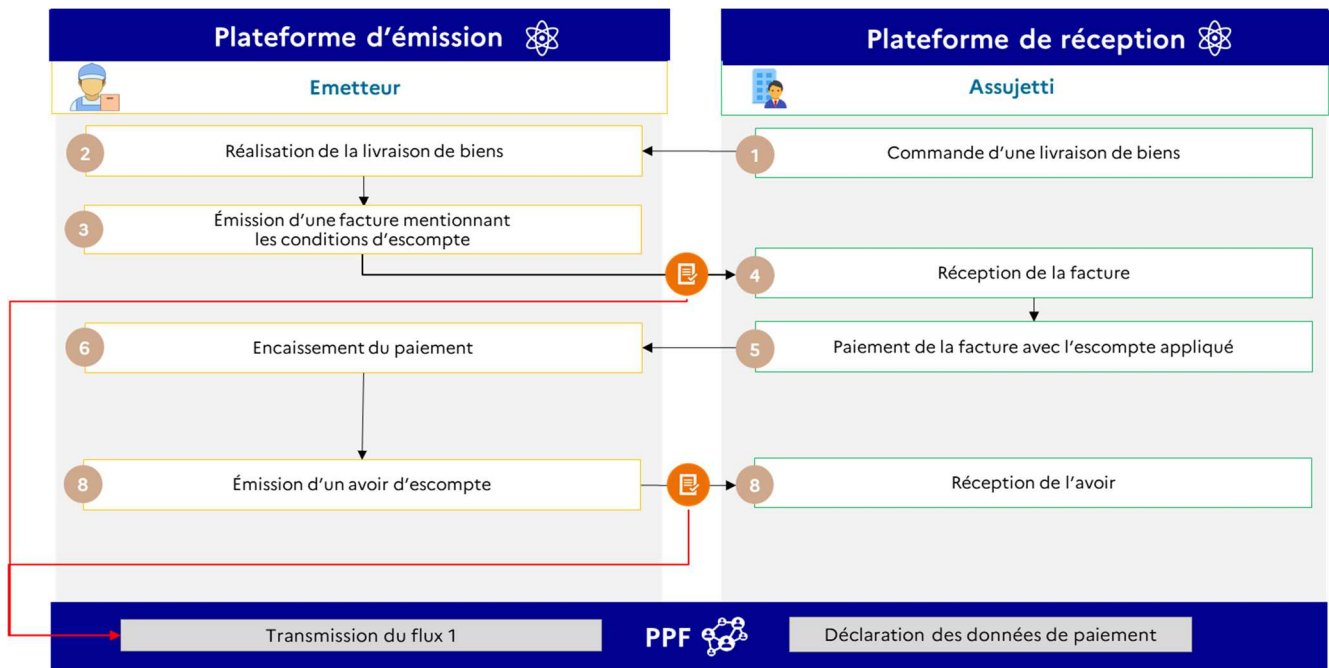 Plateforme d'émission
Plateforme de réception
Emetteur
Assujetti
2
Réalisation de la livraison de biens
1
Commande d'une livraison de biens
3
Émission d'une facture mentionnant
les conditions d'escompte
4
Réception de la facture
6
Encaissement du paiement
5
Paiement de la facture avec l'escompte appliqué
8
Émission d'un avoir d'escompte
8
Réception de l'avoir
Transmission du flux 1
PPF
Déclaration des données de paiement